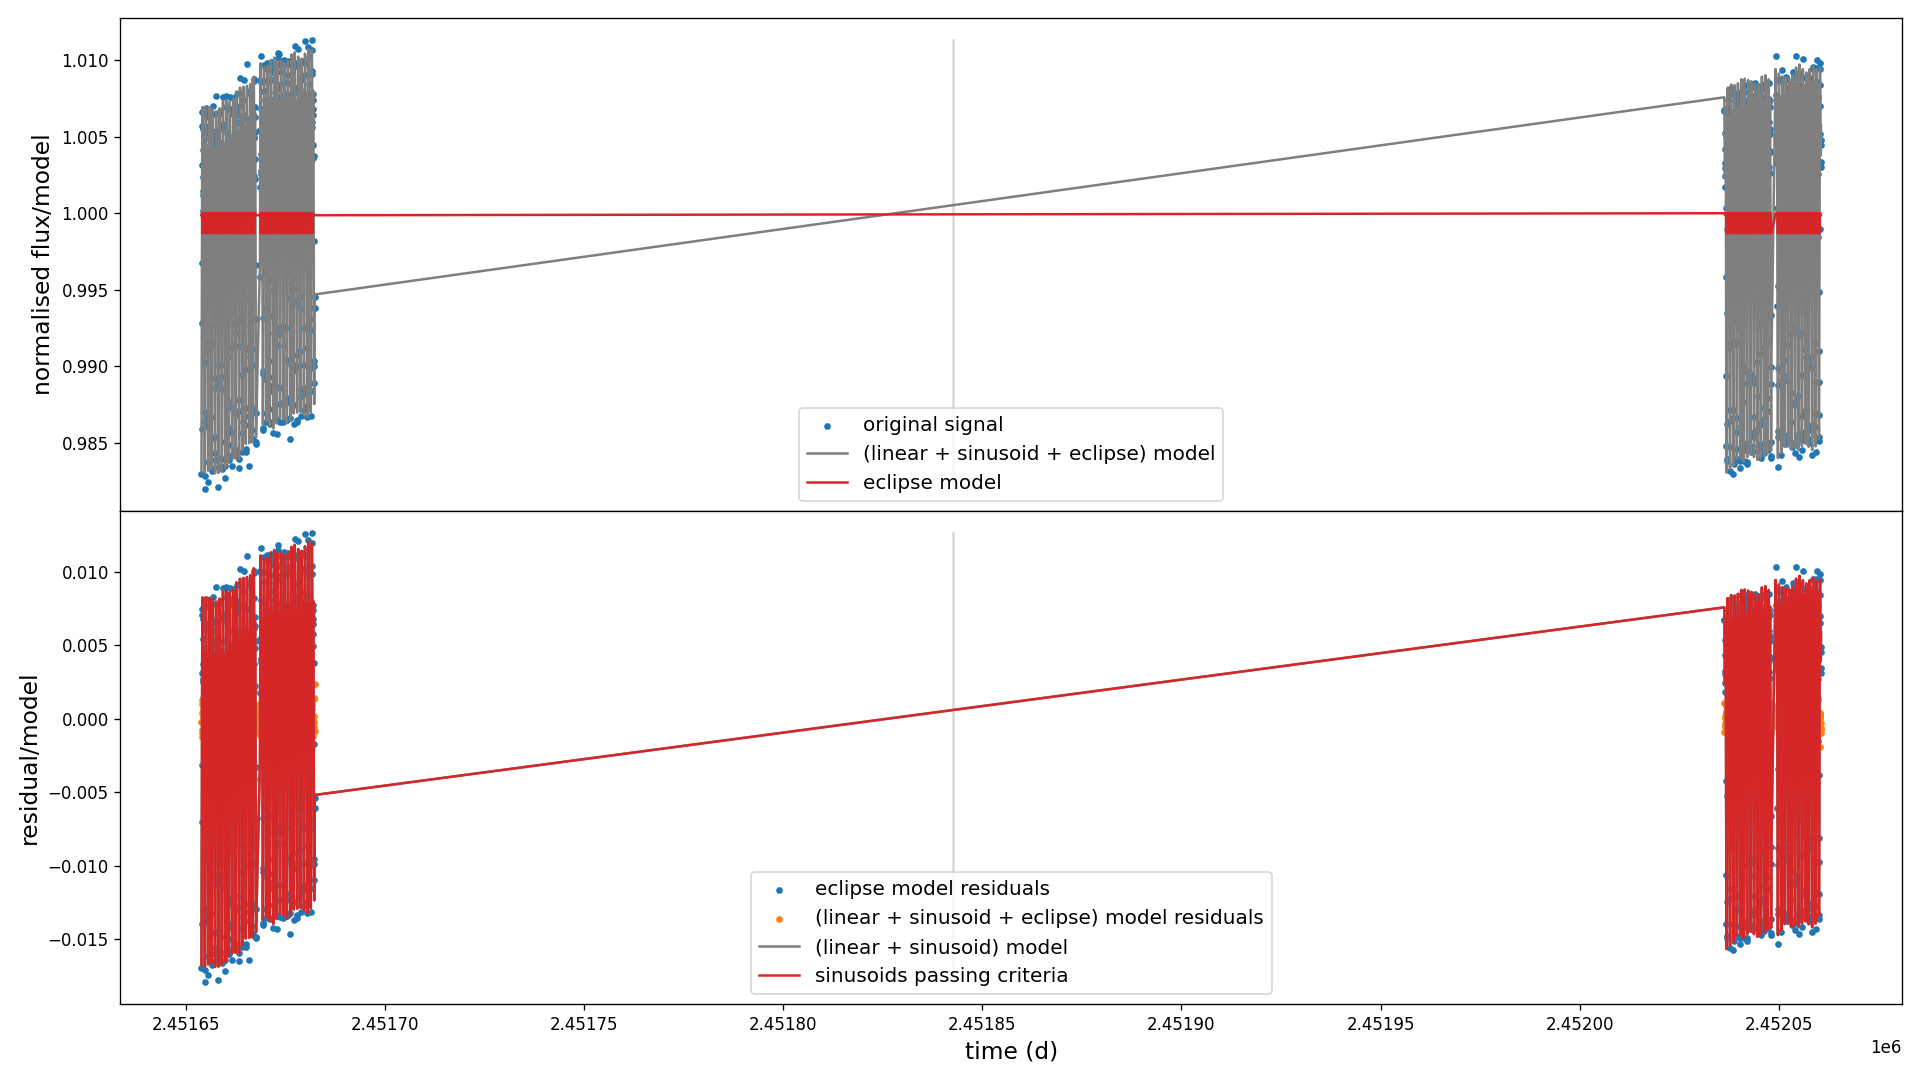 1.010
1.005
1.000
0.995
0.990
0.985
normalised flux/model
original signal
(linear + sinusoid + eclipse) model
eclipse model
0.010
0.005
0.000
−0.005
−0.010
−0.015
residual/model
eclipse model residuals
(linear + sinusoid + eclipse) model residuals
(linear + sinusoid) model
sinusoids passing criteria
2.45165 2.45170 2.45175 2.45180 2.45185 2.45190 2.45195 2.45200 2.45205
1e6
time (d)